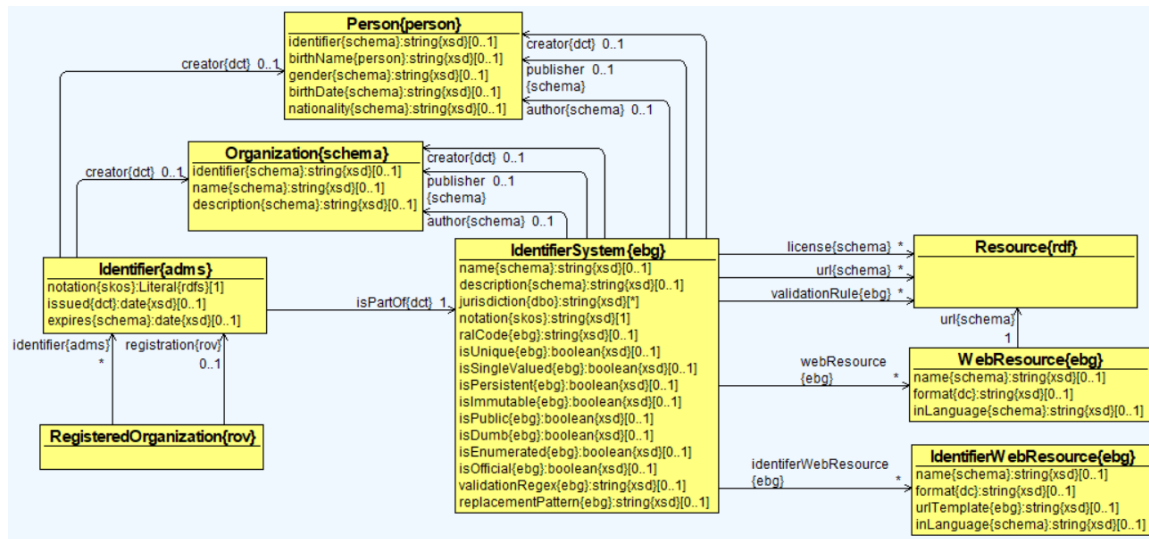 Person{person}
identifier{schema}:string{xsd}[0..1]
birthName{person}:string{xsd}[0..1]
gender{schema}:string{xsd}[0..1]
birthDate{schema}:string{xsd}[0..1]
nationality{schema}:string{xsd}[0..1]
creator{dct} 0..1
creator{dct} 0..1
publisher 0..1
{schema}
author{schema} 0..1
Organization{schema}
identifier{schema}:string{xsd}[0..1]
name{schema}:string{xsd}[0..1]
description{schema}:string{xsd}[0..1]
creator{dct} 0..1
creator{dct} 0..1
publisher 0..1
{schema}
author{schema} 0..1
Identifier{adms}
notation{skos}:Literal{rdfs}[1]
issued{dct}:date{xsd}[0..1]
expires{schema}:date{xsd}[0..1]
isPartOf{dct} 1
identifier{adms}
*
registration{rov}
0..1
RegisteredOrganization{rov}
IdentifierSystem{ebg}
name{schema}:string{xsd}[0..1]
description{schema}:string{xsd}[0..1]
jurisdiction{dbo}:string{xsd}[*]
notation{skos}:string{xsd}[1]
ralCode{ebg}:string{xsd}[0..1]
isUnique{ebg}:boolean{xsd}[0..1]
isSingleValued{ebg}:boolean{xsd}[0..1]
isPersistent{ebg}:boolean{xsd}[0..1]
isImmutable{ebg}:boolean{xsd}[0..1]
isPublic{ebg}:boolean{xsd}[0..1]
isDumb{ebg}:boolean{xsd}[0..1]
isEnumerated{ebg}:boolean{xsd}[0..1]
isOfficial{ebg}:boolean{xsd}[0..1]
validationRegex{ebg}:string{xsd}[0..1]
replacementPattern{ebg}:string{xsd}[0..1]
license{schema} *
url{schema} *
validationRule{ebg} *
Resource{rdf}
url{schema}
1
webResource
{ebg}
*
WebResource{ebg}
name{schema}:string{xsd}[0..1]
format{dc}:string{xsd}[0..1]
inLanguage{schema}:string{xsd}[0..1]
identiferWebResource
{ebg}
*
IdentifierWebResource{ebg}
name{schema}:string{xsd}[0..1]
format{dc}:string{xsd}[0..1]
urlTemplate{ebg}:string{xsd}[0..1]
inLanguage{schema}:string{xsd}[0..1]